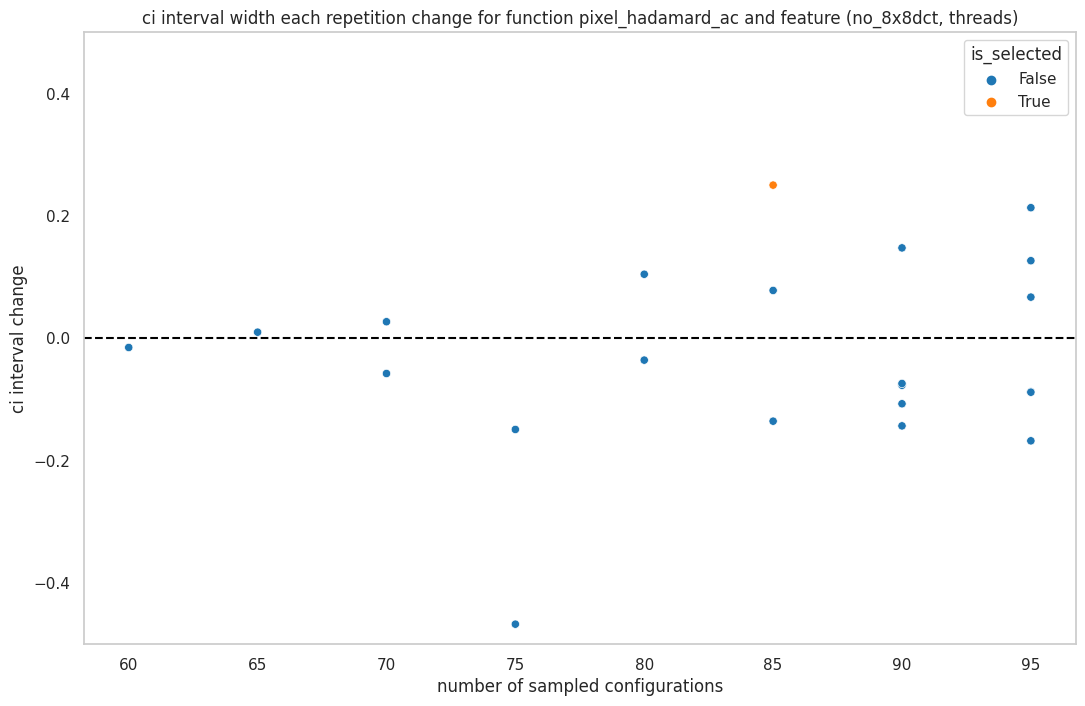 ci interval width each repetition change for function pixel_hadamard_ac and feature (no_8x8dct, threads)
is_selected
False
True
0.4
0.2
0.0
−0.2
−0.4
ci interval change
60 65 70 75 80 85 90 95
number of sampled configurations